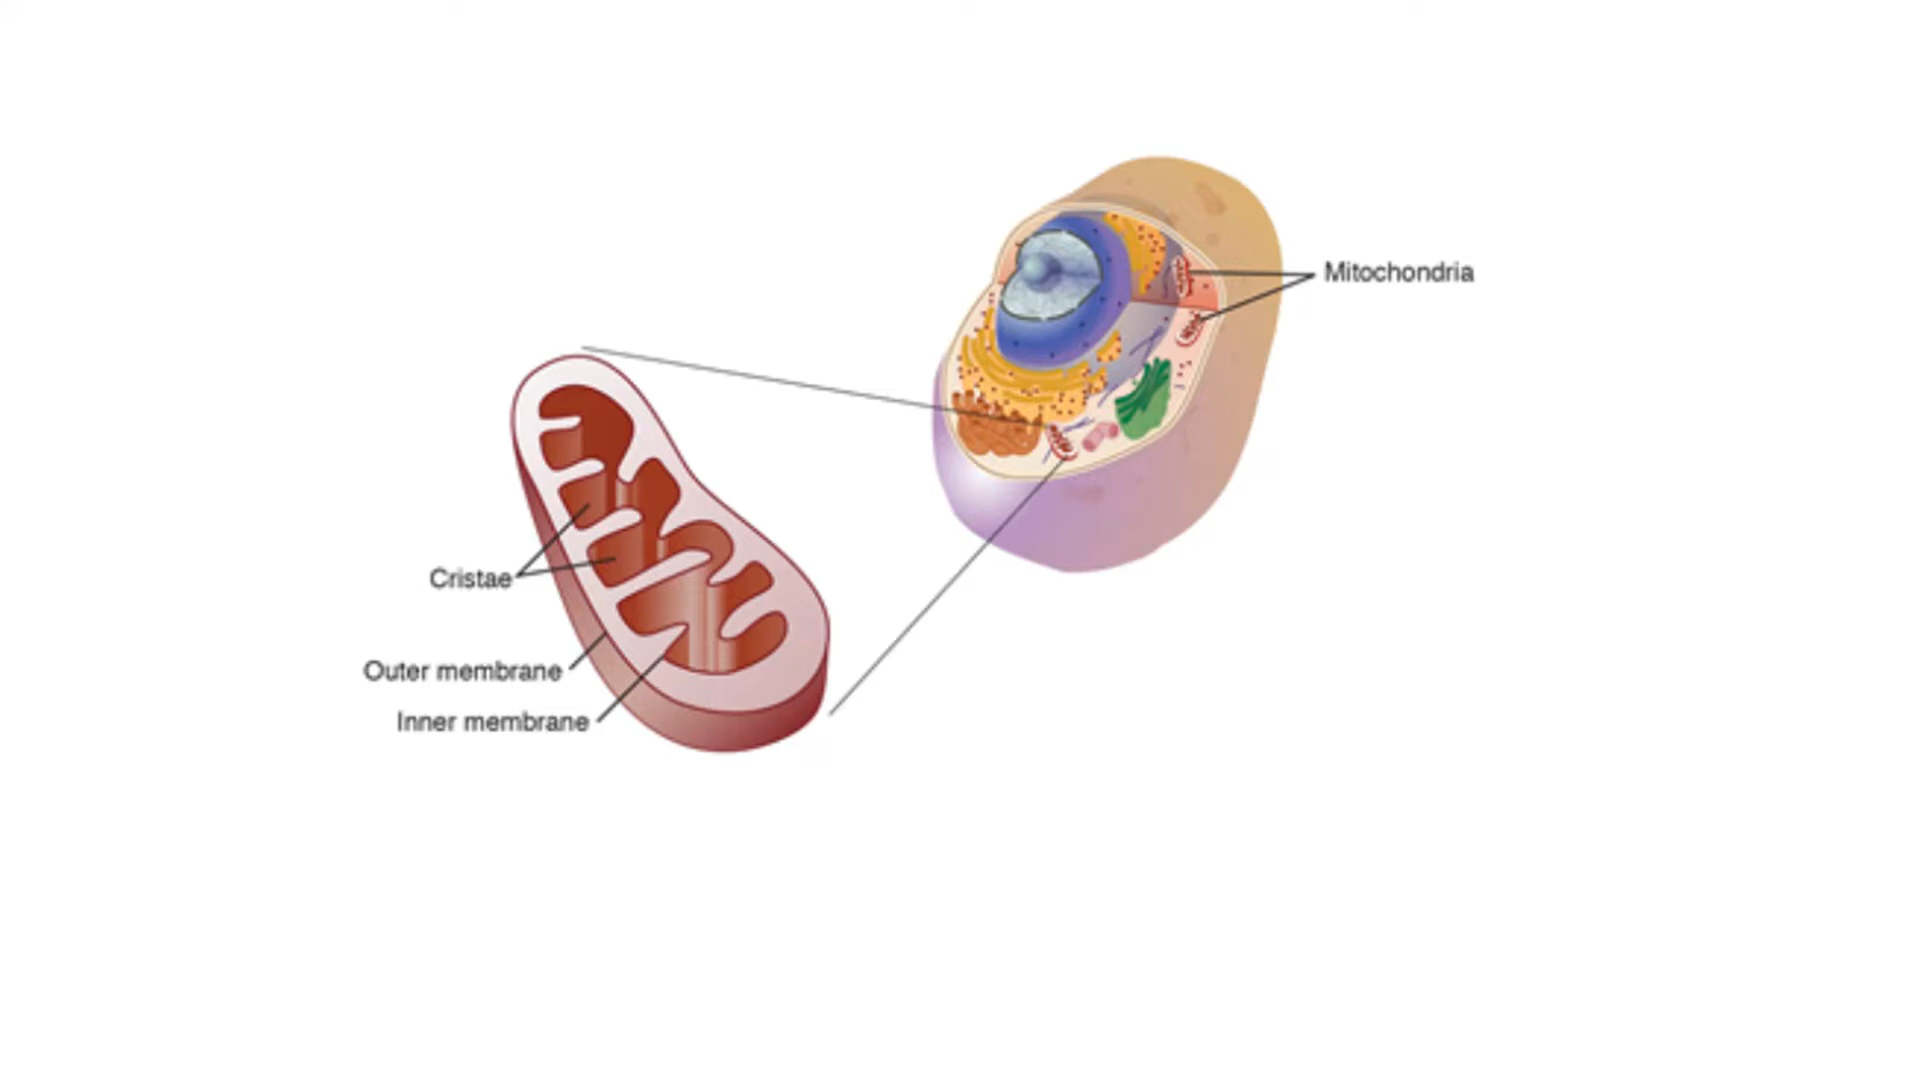 Mitochondria
Cristae
Outer membrane
Inner membrane